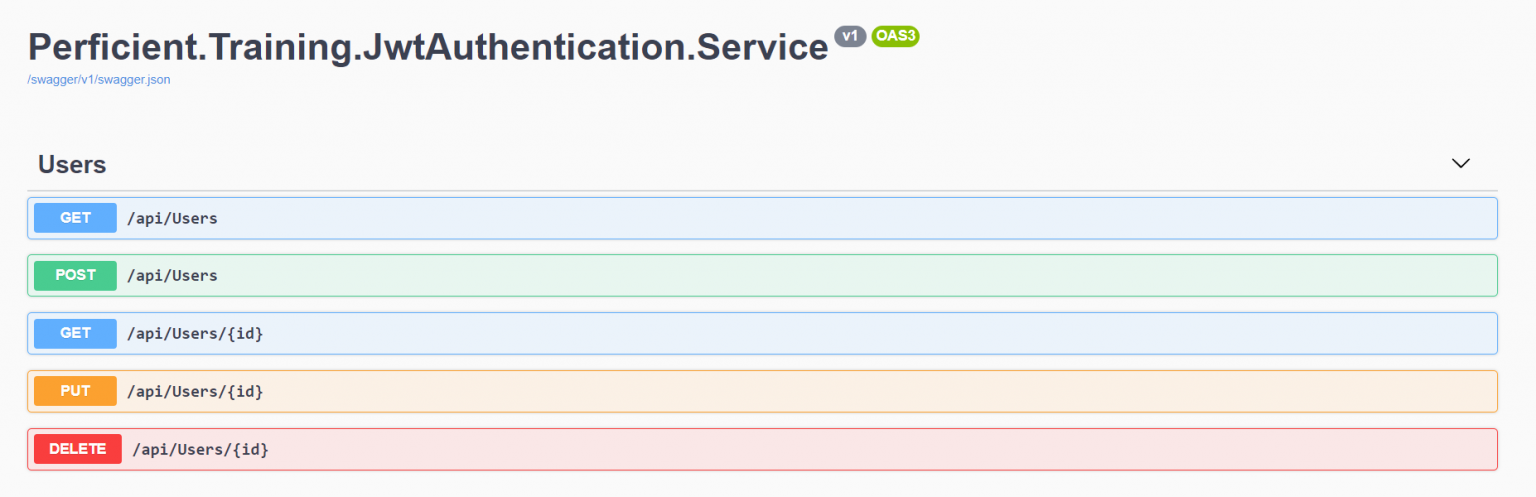 Perficient.Training.JwtAuthentication.Service v1 OAS3
/swagger/v1/swagger.json
Users
GET /api/Users
POST /api/Users
GET /api/Users/{id}
PUT /api/Users/{id}
DELETE /api/Users/{id}